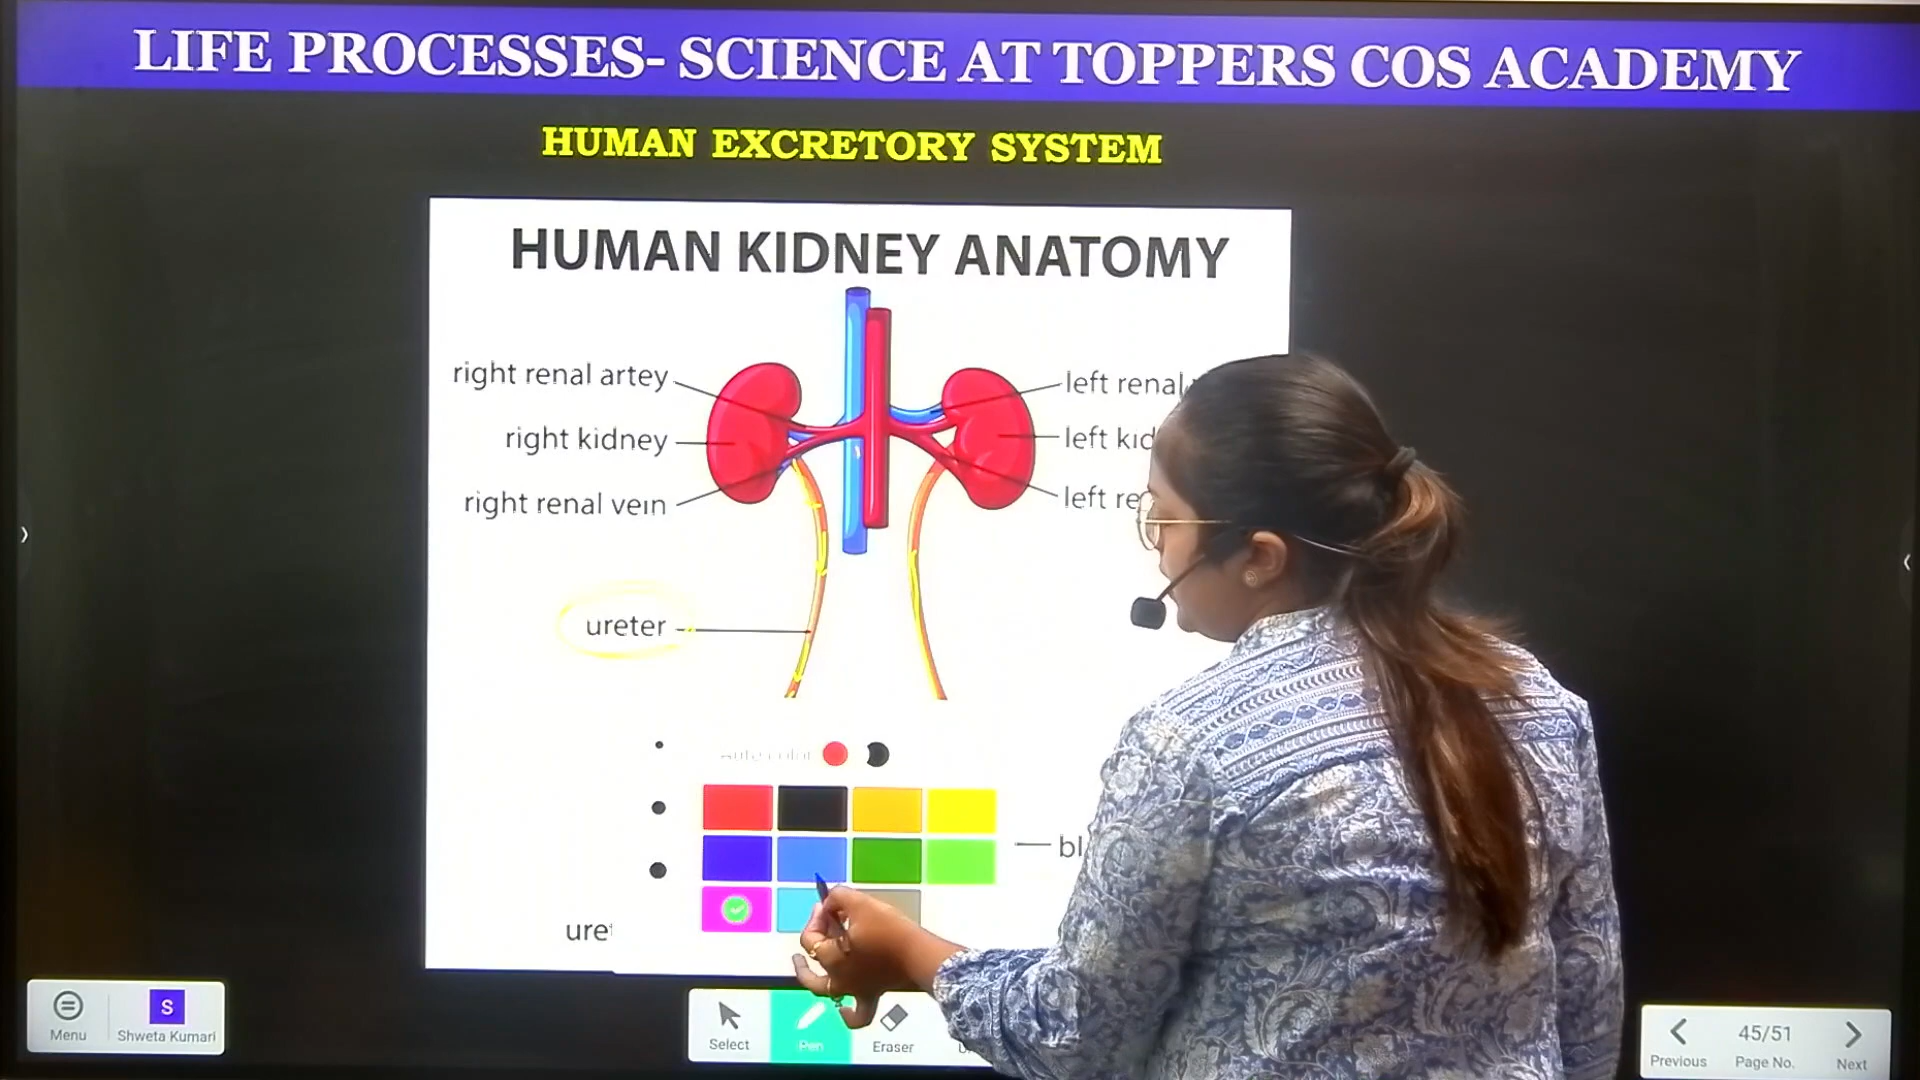 LIFE PROCESSES- SCIENCE AT TOPPERS COS ACADEMY
HUMAN EXCRETORY SYSTEM
HUMAN KIDNEY ANATOMY
right renal artey
left renal
right kidney
left kid
right renal vein
left re
ureter
Auto color
bl
ure
S
Menu
Shweta Kumari
Select
Pen
Eraser
45/51
Previous
Page No.
Next